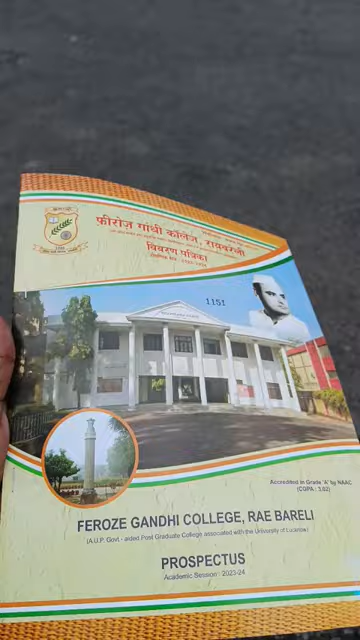 फ़ीरोज़ गांधी कॉलेज, रायबरेली
विवरण पत्रिका
1151
Accredited in Grade 'A' by NAAC
(CGPA : 3.02)
FEROZE GANDHI COLLEGE, RAE BARELI
(A U.P. Govt.- aided Post Graduate College associated with the University of Lucknow)
PROSPECTUS
Academic Session : 2023-24